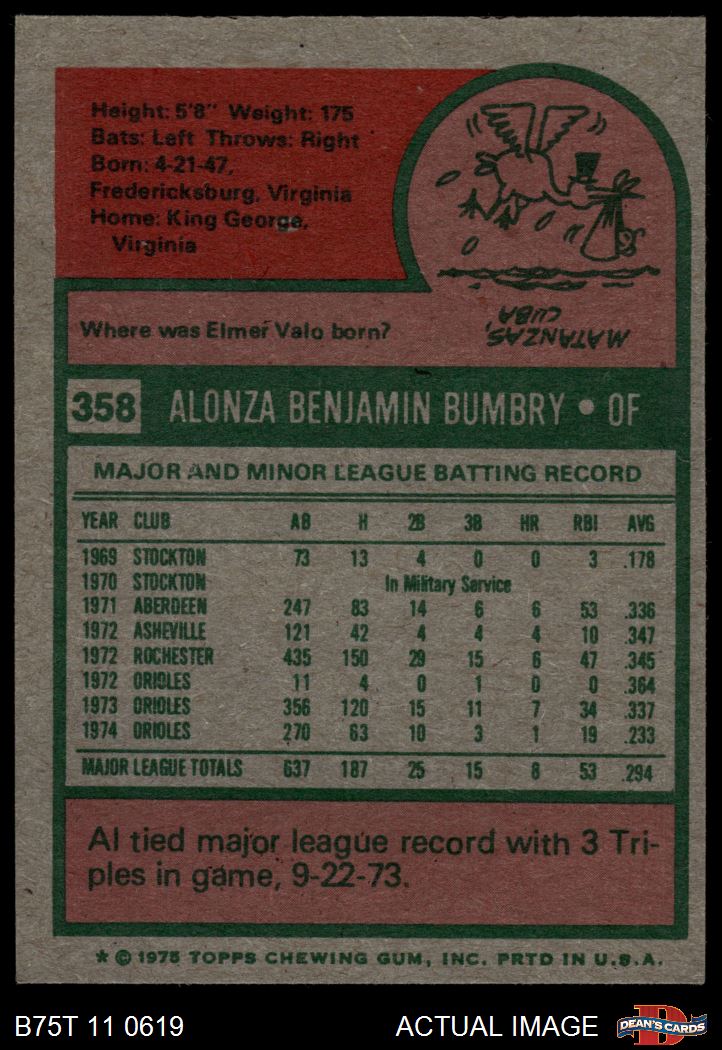 Height: 5'8" Weight: 175
Bats: Left Throws: Right
Born: 4-21-47,
Fredericksburg, Virginia
Home: King George,
Virginia
Where was Elmer Valo born?
MATANZAS,
CUBA
358 ALONZA BENJAMIN BUMBRY • OF
MAJOR AND MINOR LEAGUE BATTING RECORD
YEAR CLUB AB H 2B 3B HR RBI AVG
1969 STOCKTON 73 13 4 0 0 3 .178
1970 STOCKTON In Military Service
1971 ABERDEEN 247 83 14 6 6 53 .336
1972 ASHEVILLE 121 42 4 4 4 10 .347
1972 ROCHESTER 435 150 29 15 6 47 .345
1972 ORIOLES 11 4 0 1 0 0 .364
1973 ORIOLES 356 120 15 11 7 34 .337
1974 ORIOLES 270 63 10 3 1 19 .233
MAJOR LEAGUE TOTALS 637 187 25 15 8 53 .294
Al tied major league record with 3 Tri-
ples in game, 9-22-73.
* © 1975 TOPPS CHEWING GUM, INC. PRTD IN U.S.A.
B75T 11 0619 ACTUAL IMAGE DEAN'S CARDS